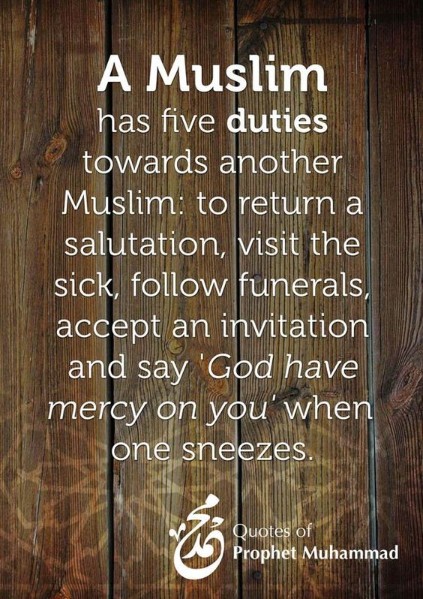 A Muslim
has five duties
towards another
Muslim: to return a
salutation, visit the
sick, follow funerals,
accept an invitation
and say 'God have
mercy on you' when
one sneezes.
محمد
Quotes of
Prophet Muhammad